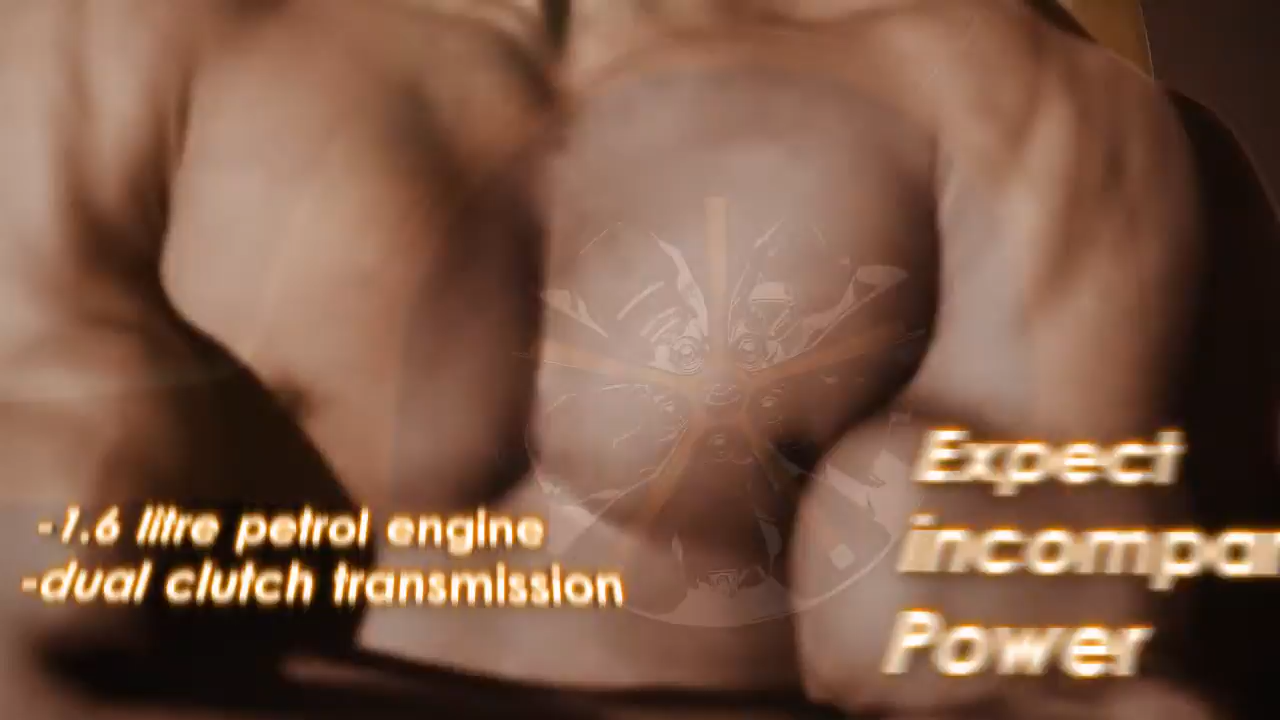 -1.6 litre petrol engine
-dual clutch transmission
Expect
Power